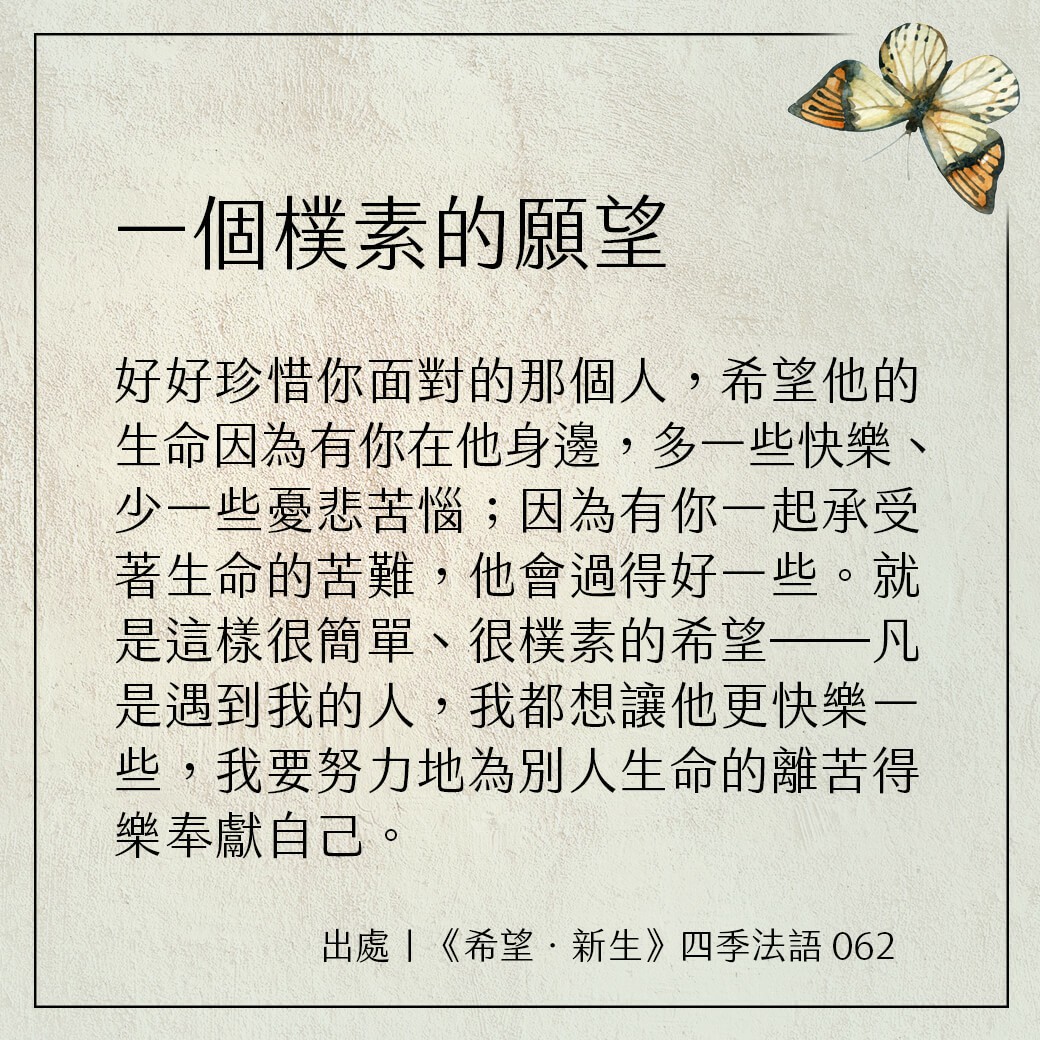 一個樸素的願望
好好珍惜你面對的那個人，希望他的
生命因為有你在他身邊，多一些快樂、
少一些憂悲苦惱；因為有你一起承受
著生命的苦難，他會過得好一些。就
是這樣很簡單、很樸素的希望——凡
是遇到我的人，我都想讓他更快樂一
些，我要努力地為別人生命的離苦得
樂奉獻自己。
出處｜《希望．新生》四季法語 062